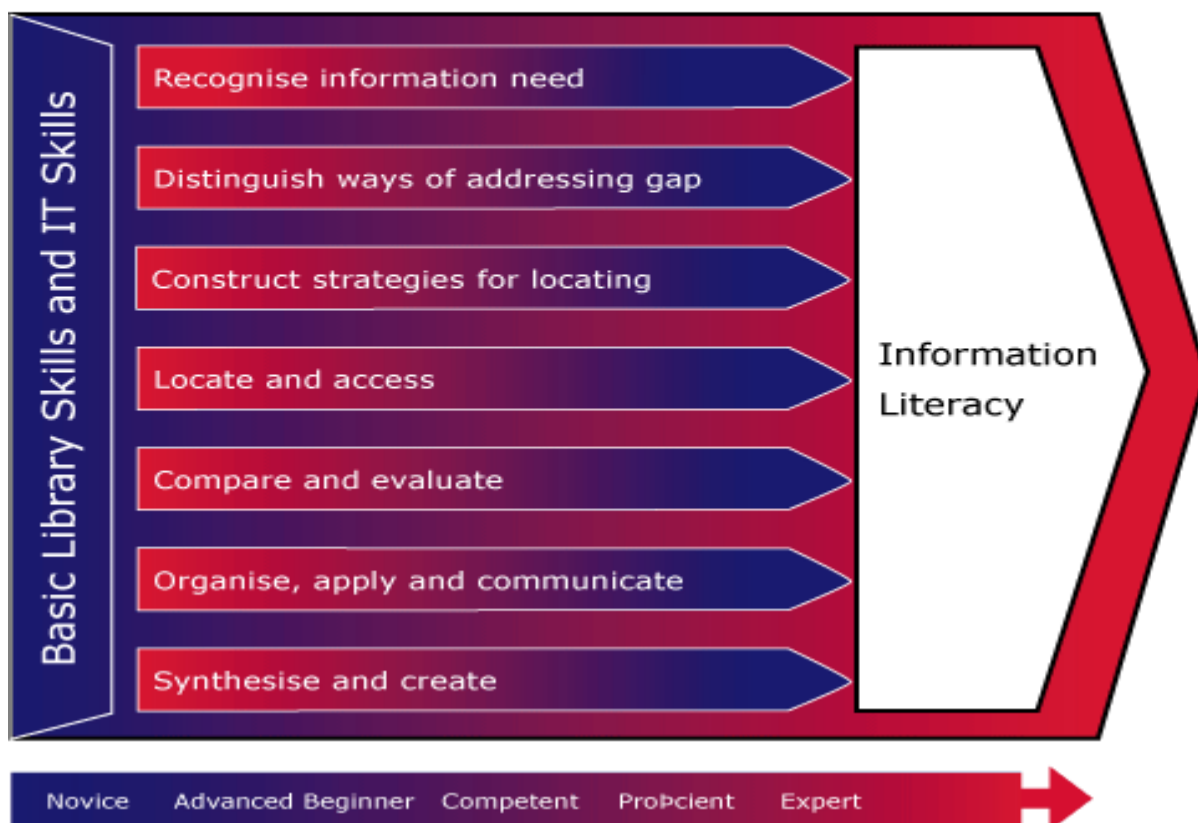 Basic Library Skills and IT Skills
Recognise information need
Distinguish ways of addressing gap
Construct strategies for locating
Locate and access
Compare and evaluate
Organise, apply and communicate
Synthesise and create
Information
Literacy
Novice Advanced Beginner Competent ProÞcient Expert